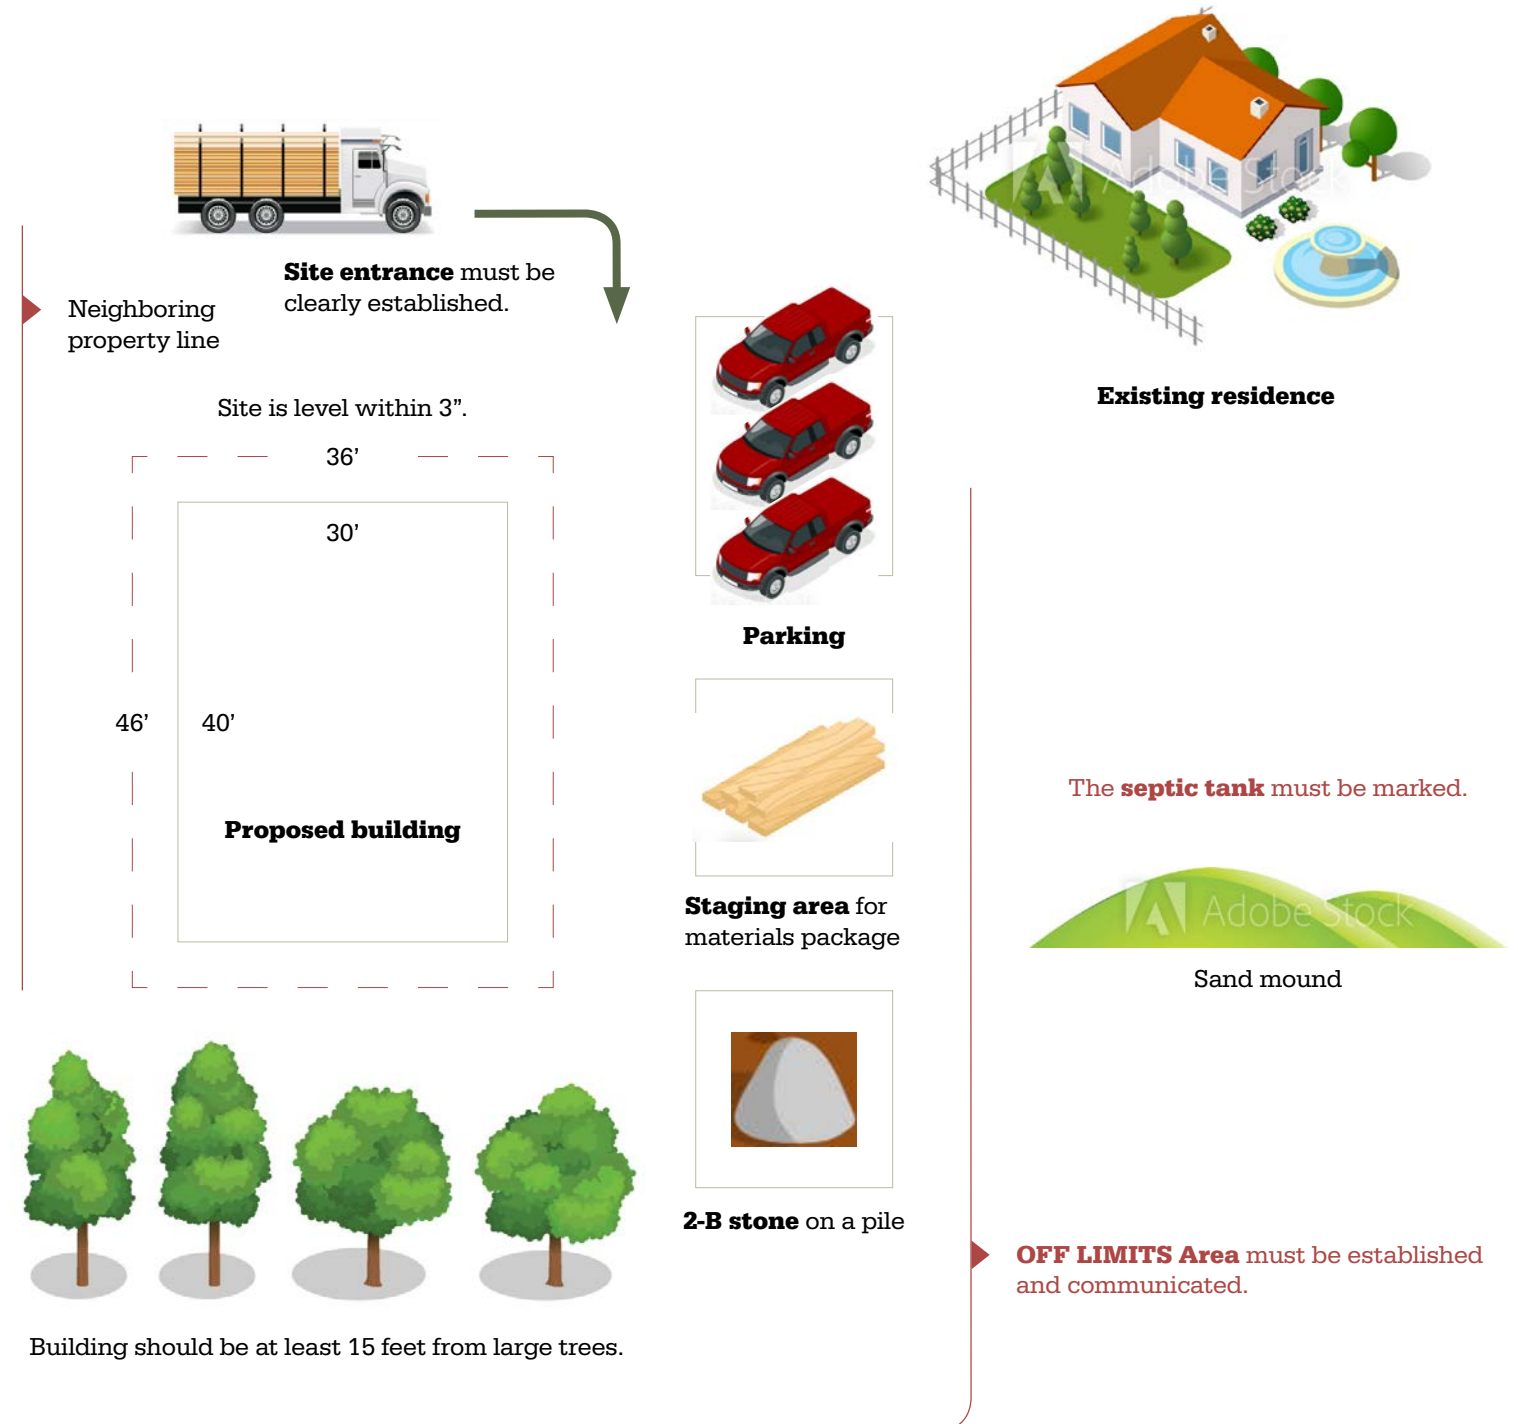 Site entrance must be
clearly established.
Neighboring
property line
Site is level within 3”.
36’
30’
46’
40’
Proposed building
Building should be at least 15 feet from large trees.
Parking
Staging area for
materials package
2-B stone on a pile
Adobe Stock
Existing residence
The septic tank must be marked.
Adobe Stock
Sand mound
OFF LIMITS Area must be established
and communicated.